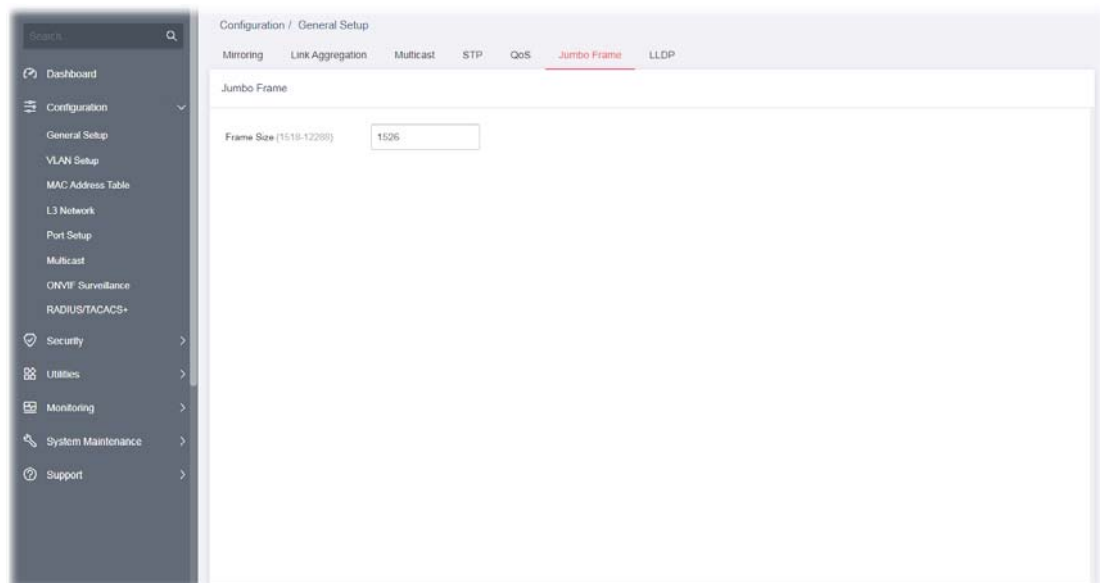 Search...
Dashboard
Configuration
General Setup
VLAN Setup
MAC Address Table
L3 Network
Port Setup
Multicast
ONVIF Surveillance
RADIUS/TACACS+
Security
Utilities
Monitoring
System Maintenance
Support
Configuration / General Setup
Mirroring Link Aggregation Multicast STP QoS Jumbo Frame LLDP
Jumbo Frame
Frame Size (1518-12288) 1526